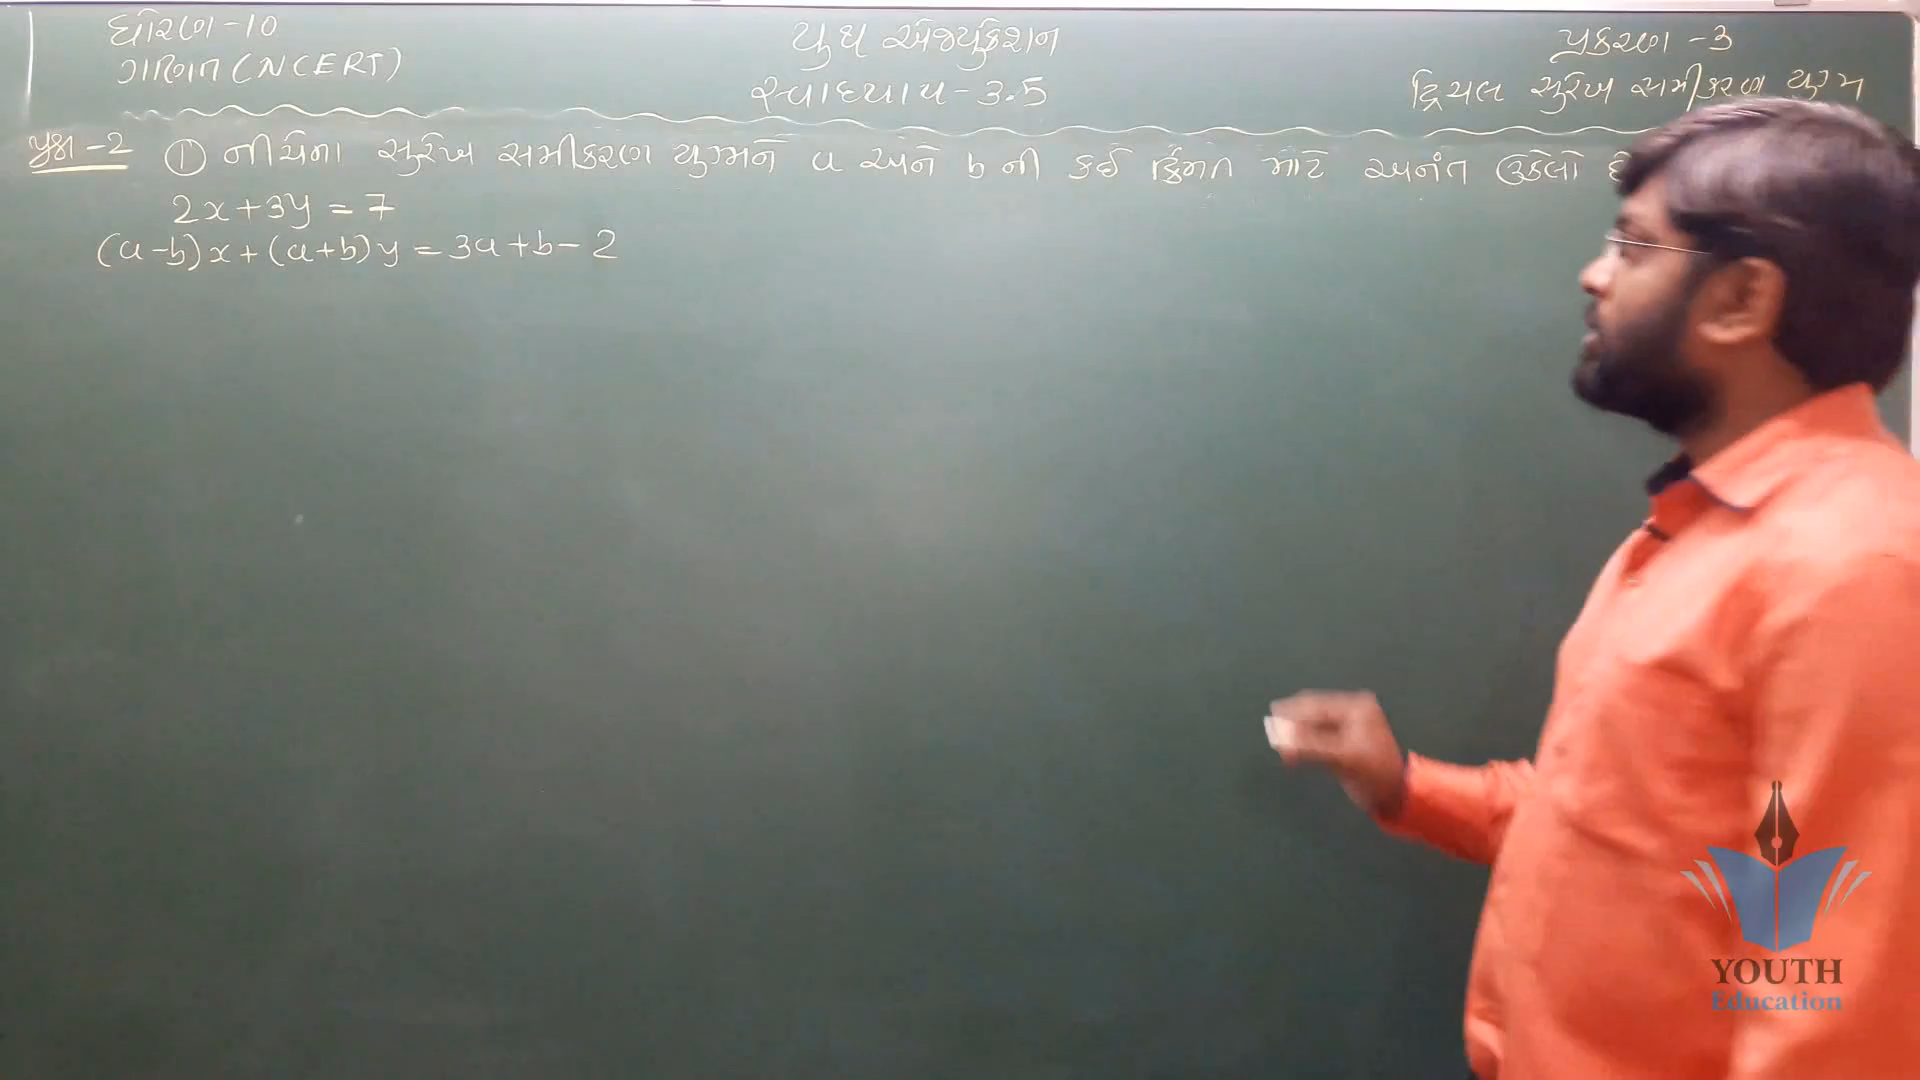 ધોરણ-10
ગણિત (NCERT)
યુથ એજ્યુકેશન
સ્વાધ્યાય-3.5
પ્રકરણ-3
દ્વિચલ સુરેખ સમીકરણ યુગ્મ
પ્રશ્ન-2 ① નીચેના સુરેખ સમીકરણ યુગ્મને a અને b ની કઈ કિંમત માટે અનંત ઉકેલો
2x+3y = 7
(a-b)x+(a+b)y = 3a+b-2
YOUTH
Education